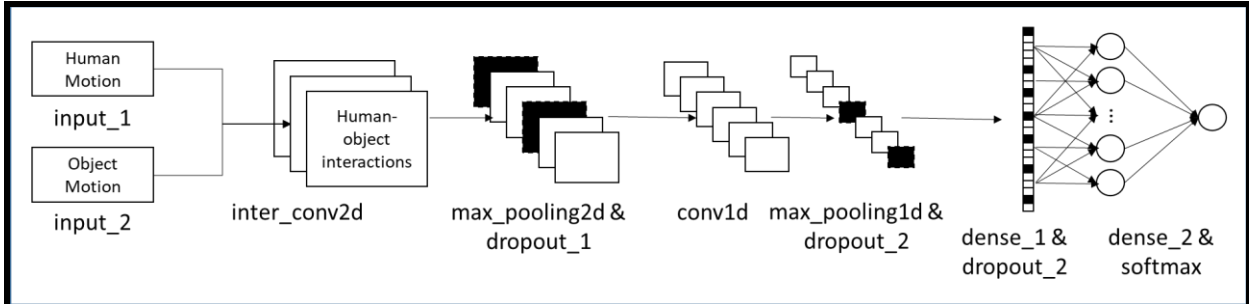 Human
Motion
input_1
Object
Motion
input_2
Human-
object
interactions
inter_conv2d
max_pooling2d &
dropout_1
conv1d
max_pooling1d &
dropout_2
dense_1 &
dropout_2
...
dense_2 &
softmax